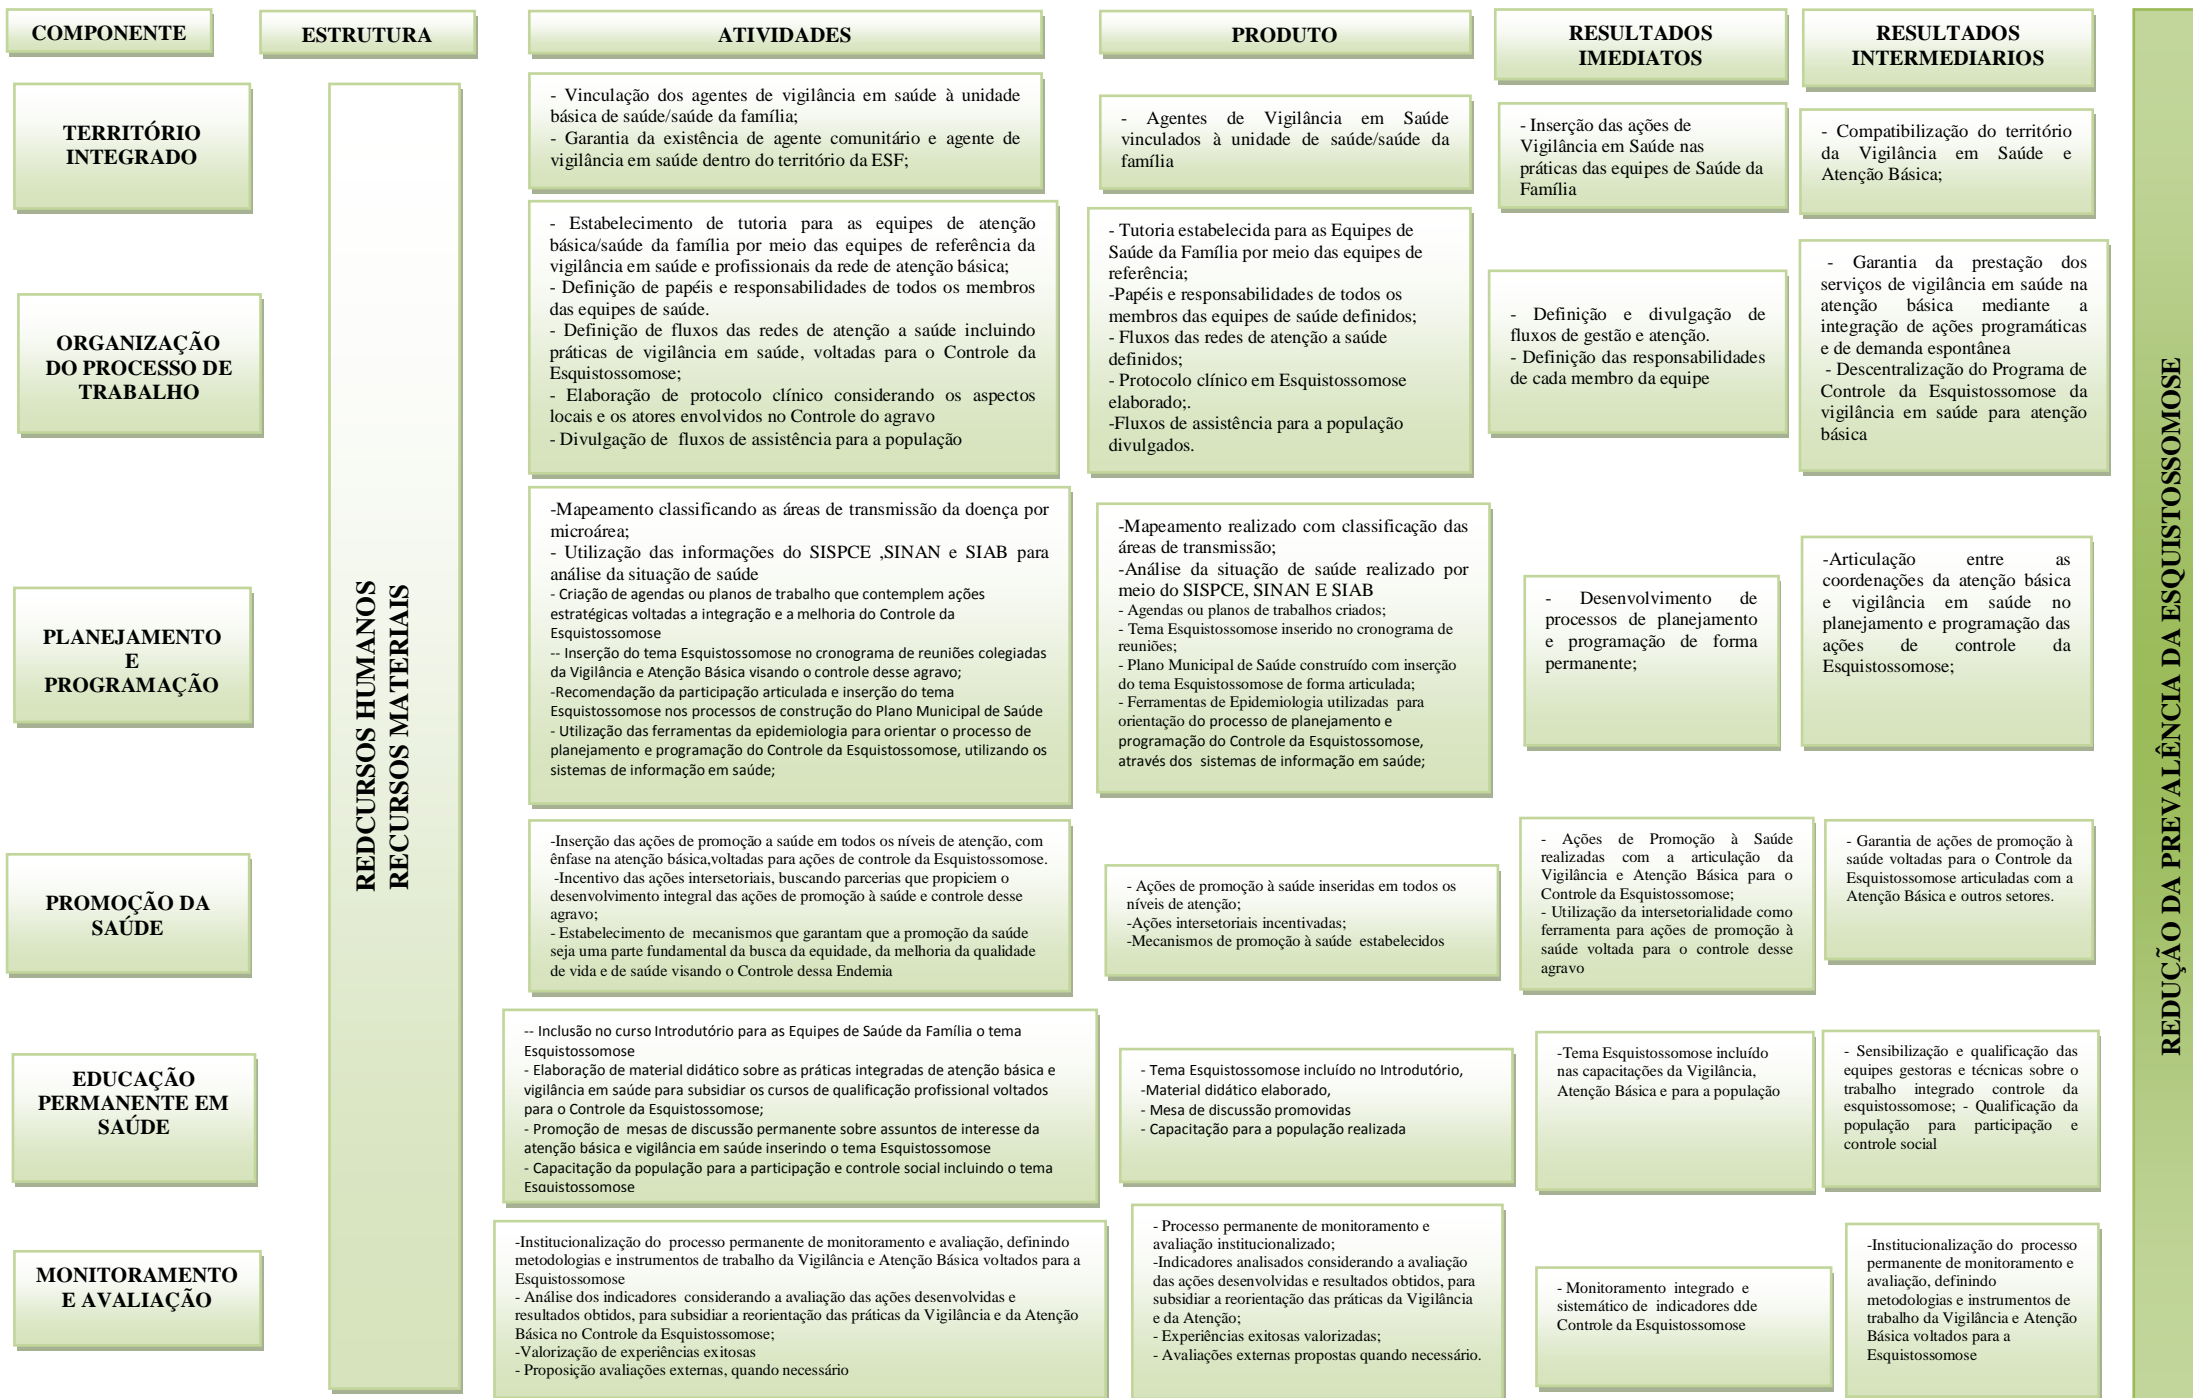 COMPONENTE
ESTRUTURA
ATIVIDADES
PRODUTO
RESULTADOS
IMEDIATOS
RESULTADOS
INTERMEDIARIOS
REDCURSOS HUMANOS
RECURSOS MATERIAIS
TERRITÓRIO
INTEGRADO
- Vinculação dos agentes de vigilância em saúde à unidade
básica de saúde/saúde da família;
- Garantia da existência de agente comunitário e agente de
vigilância em saúde dentro do território da ESF;
- Agentes de Vigilância em Saúde
vinculados à unidade de saúde/saúde da
família
- Inserção das ações de
Vigilância em Saúde nas
práticas das equipes de Saúde da
Família
- Compatibilização do território
da Vigilância em Saúde e
Atenção Básica;
ORGANIZAÇÃO
DO PROCESSO DE
TRABALHO
- Estabelecimento de tutoria para as equipes de atenção
básica/saúde da família por meio das equipes de referência da
vigilância em saúde e profissionais da rede de atenção básica;
- Definição de papéis e responsabilidades de todos os membros
das equipes de saúde.
- Definição de fluxos das redes de atenção a saúde incluindo
práticas de vigilância em saúde, voltadas para o Controle da
Esquistossomose;
- Elaboração de protocolo clínico considerando os aspectos
locais e os atores envolvidos no Controle do agravo
- Divulgação de fluxos de assistência para a população
- Tutoria estabelecida para as Equipes de
Saúde da Família por meio das equipes de
referência;
-Papéis e responsabilidades de todos os
membros das equipes de saúde definidos;
- Fluxos das redes de atenção a saúde
definidos;
- Protocolo clínico em Esquistossomose
elaborado;.
-Fluxos de assistência para a população
divulgados.
- Definição e divulgação de
fluxos de gestão e atenção.
- Definição das responsabilidades
de cada membro da equipe
- Garantia da prestação dos
serviços de vigilância em saúde na
atenção básica mediante a
integração de ações programáticas
e de demanda espontânea
- Descentralização do Programa de
Controle da Esquistossomose da
vigilância em saúde para atenção
básica
PLANEJAMENTO
E
PROGRAMAÇÃO
-Mapeamento classificando as áreas de transmissão da doença por
microárea;
- Utilização das informações do SISPCE ,SINAN e SIAB para
análise da situação de saúde
- Criação de agendas ou planos de trabalho que contemplem ações
estratégicas voltadas a integração e a melhoria do Controle da
Esquistossomose
-- Inserção do tema Esquistossomose no cronograma de reuniões colegiadas
da Vigilância e Atenção Básica visando o controle desse agravo;
-Recomendação da participação articulada e inserção do tema
Esquistossomose nos processos de construção do Plano Municipal de Saúde
- Utilização das ferramentas da epidemiologia para orientar o processo de
planejamento e programação do Controle da Esquistossomose, utilizando os
sistemas de informação em saúde;
-Mapeamento realizado com classificação das
áreas de transmissão;
-Análise da situação de saúde realizado por
meio do SISPCE, SINAN E SIAB
- Agendas ou planos de trabalhos criados;
- Tema Esquistossomose inserido no cronograma de
reuniões;
- Plano Municipal de Saúde construído com inserção
do tema Esquistossomose de forma articulada;
- Ferramentas de Epidemiologia utilizadas para
orientação do processo de planejamento e
programação do Controle da Esquistossomose,
através dos sistemas de informação em saúde;
- Desenvolvimento de
processos de planejamento
e programação de forma
permanente;
-Articulação entre as
coordenações da atenção básica
e vigilância em saúde no
planejamento e programação das
ações de controle da
Esquistossomose;
PROMOÇÃO DA
SAÚDE
-Inserção das ações de promoção a saúde em todos os níveis de atenção, com
ênfase na atenção básica,voltadas para ações de controle da Esquistossomose.
-Incentivo das ações intersetoriais, buscando parcerias que propiciem o
desenvolvimento integral das ações de promoção à saúde e controle desse
agravo;
- Estabelecimento de mecanismos que garantam que a promoção da saúde
seja uma parte fundamental da busca da equidade, da melhoria da qualidade
de vida e de saúde visando o Controle dessa Endemia
- Ações de promoção à saúde inseridas em todos os
níveis de atenção;
-Ações intersetoriais incentivadas;
-Mecanismos de promoção à saúde estabelecidos
- Ações de Promoção à Saúde
realizadas com a articulação da
Vigilância e Atenção Básica para o
Controle da Esquistossomose;
- Utilização da intersetorialidade como
ferramenta para ações de promoção à
saúde voltada para o controle desse
agravo
- Garantia de ações de promoção à
saúde voltadas para o Controle da
Esquistossomose articuladas com a
Atenção Básica e outros setores.
EDUCAÇÃO
PERMANENTE EM
SAÚDE
-- Inclusão no curso Introdutório para as Equipes de Saúde da Família o tema
Esquistossomose
- Elaboração de material didático sobre as práticas integradas de atenção básica e
vigilância em saúde para subsidiar os cursos de qualificação profissional voltados
para o Controle da Esquistossomose;
- Promoção de mesas de discussão permanente sobre assuntos de interesse da
atenção básica e vigilância em saúde inserindo o tema Esquistossomose
- Capacitação da população para a participação e controle social incluindo o tema
Esquistossomose
- Tema Esquistossomose incluído no Introdutório,
-Material didático elaborado,
- Mesa de discussão promovidas
- Capacitação para a população realizada
-Tema Esquistossomose incluído
nas capacitações da Vigilância,
Atenção Básica e para a população
- Sensibilização e qualificação das
equipes gestoras e técnicas sobre o
trabalho integrado controle da
esquistossomose; - Qualificação da
população para participação e
controle social
MONITORAMENTO
E AVALIAÇÃO
-Institucionalização do processo permanente de monitoramento e avaliação, definindo
metodologias e instrumentos de trabalho da Vigilância e Atenção Básica voltados para a
Esquistossomose
- Análise dos indicadores considerando a avaliação das ações desenvolvidas e
resultados obtidos, para subsidiar a reorientação das práticas da Vigilância e da Atenção
Básica no Controle da Esquistossomose;
-Valorização de experiências exitosas
- Proposição avaliações externas, quando necessário
- Processo permanente de monitoramento e
avaliação institucionalizado;
-Indicadores analisados considerando a avaliação
das ações desenvolvidas e resultados obtidos, para
subsidiar a reorientação das práticas da Vigilância
e da Atenção;
- Experiências exitosas valorizadas;
- Avaliações externas propostas quando necessário.
- Monitoramento integrado e
sistemático de indicadores dde
Controle da Esquistossomose
-Institucionalização do processo
permanente de monitoramento e
avaliação, definindo
metodologias e instrumentos de
trabalho da Vigilância e Atenção
Básica voltados para a
Esquistossomose
REDUÇÃO DA PREVALÊNCIA DA ESQUISTOSSOMOSE